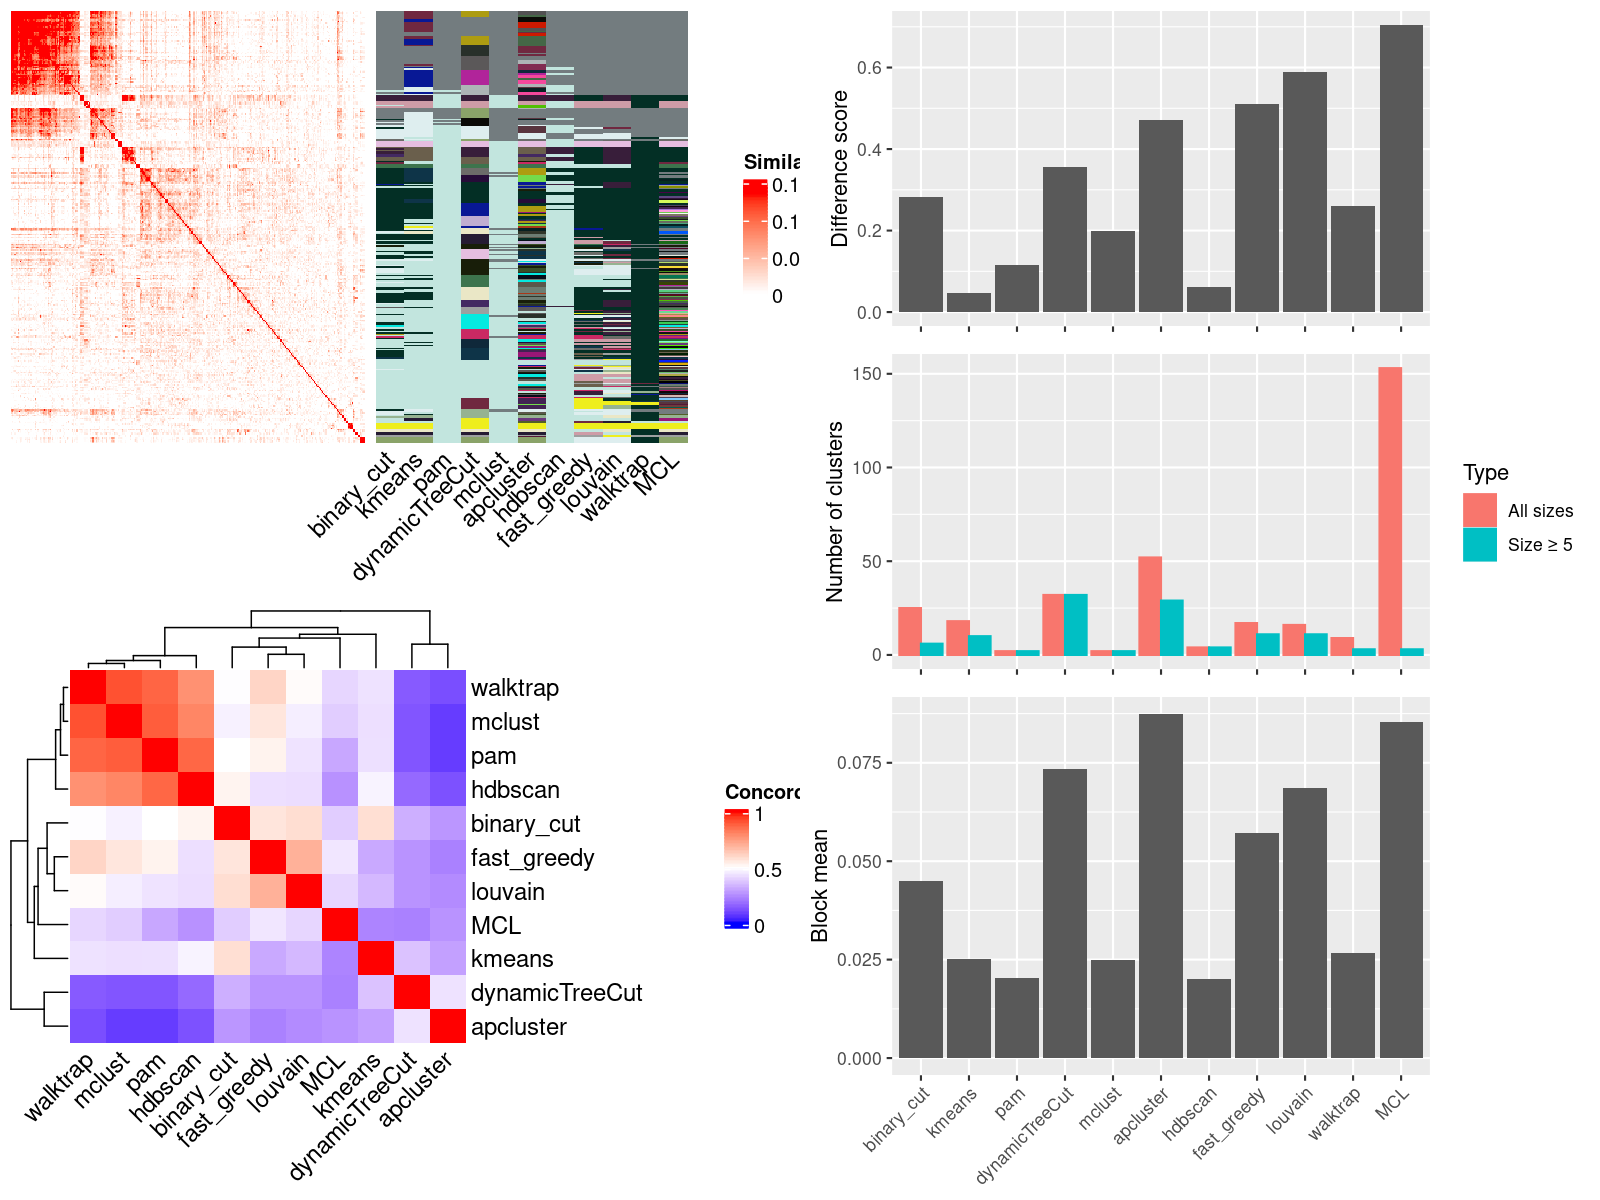 Simila
0.1
0.1
0.0
0
binary_cut
kmeans
pam
dynamicTreeCut
mclust
apcluster
hdbscan
fast_greedy
louvain
walktrap
MCL
walktrap
mclust
pam
hdbscan
binary_cut
fast_greedy
louvain
MCL
kmeans
dynamicTreeCut
apcluster
walktrap
mclust
pam
hdbscan
binary_cut
fast_greedy
louvain
MCL
kmeans
dynamicTreeCut
apcluster
Concord
1
0.5
0
Difference score
0.6
0.4
0.2
0.0
Number of clusters
150
100
50
0
Type
All sizes
Size ≥ 5
Block mean
0.075
0.050
0.025
0.000
binary_cut
kmeans
pam
dynamicTreeCut
mclust
apcluster
hdbscan
fast_greedy
louvain
walktrap
MCL